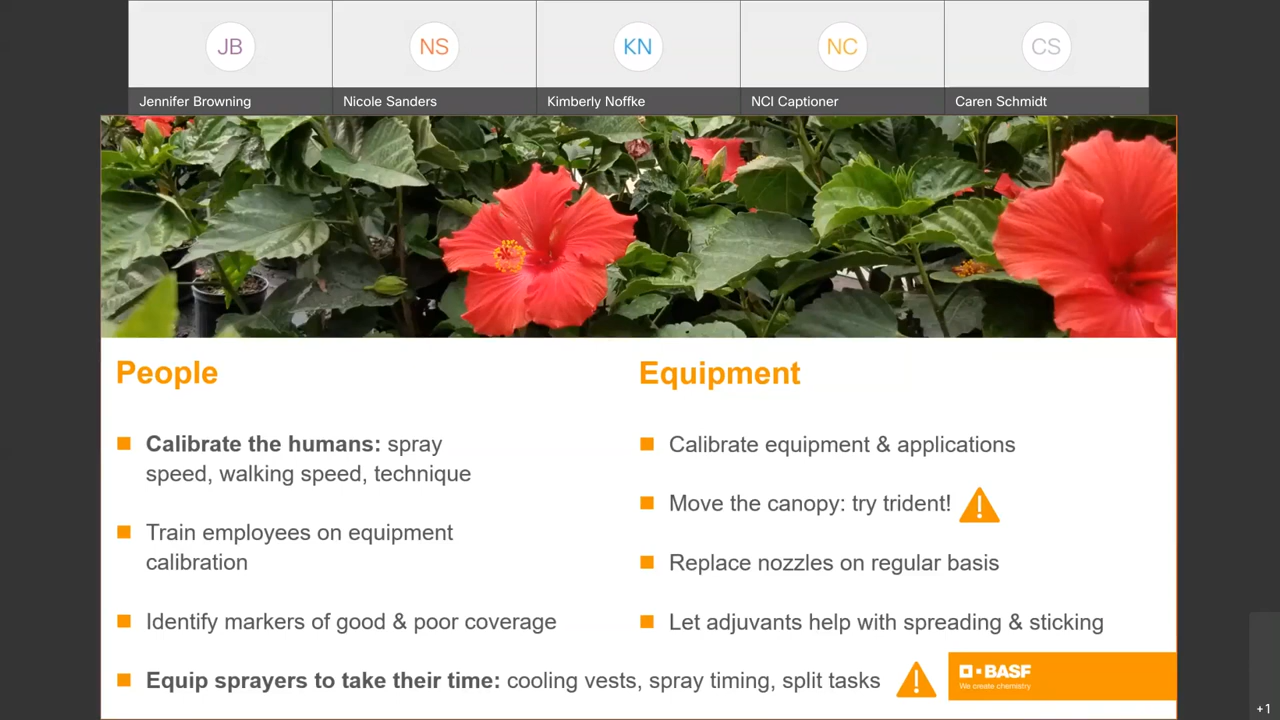 JB
NS
KN
NC
CS
Jennifer Browning
Nicole Sanders
Kimberly Noffke
NCI Captioner
Caren Schmidt
People
Calibrate the humans: spray
speed, walking speed, technique
Train employees on equipment
calibration
Identify markers of good & poor coverage
Equip sprayers to take their time: cooling vests, spray timing, split tasks
Equipment
Calibrate equipment & applications
Move the canopy: try trident!
Replace nozzles on regular basis
Let adjuvants help with spreading & sticking
BASF
We create chemistry
+1